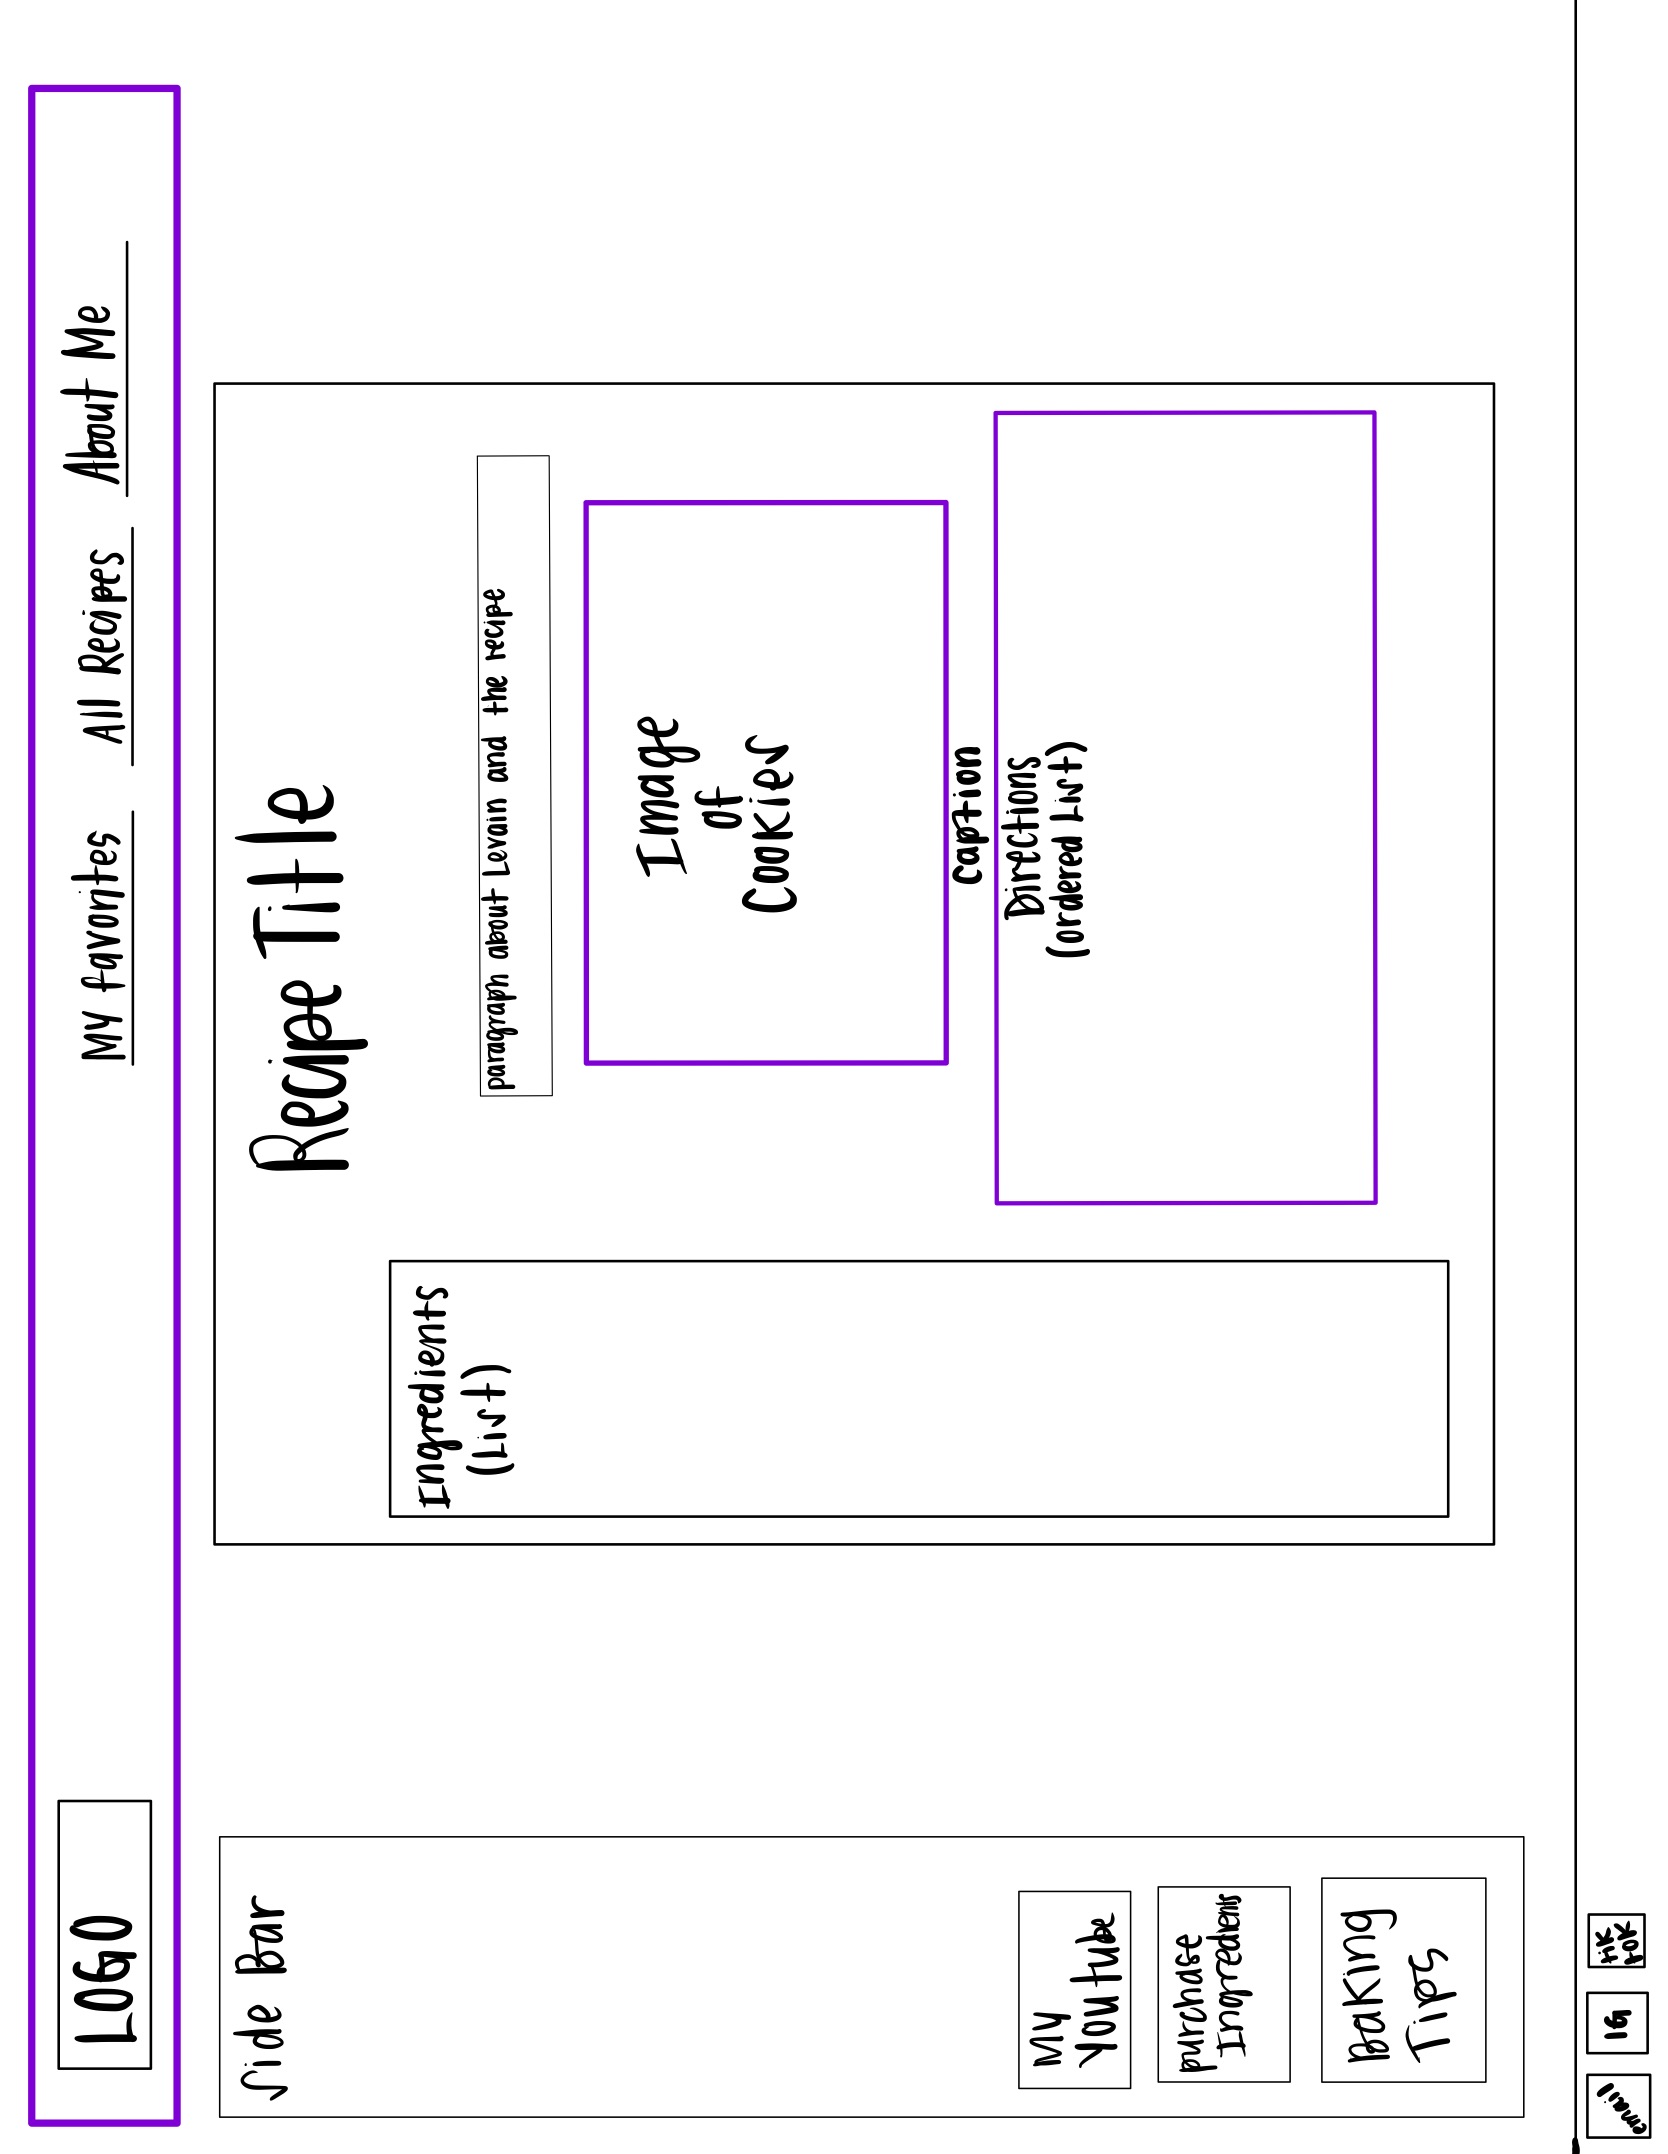 LOGO
MY favorites
All Recipes
About Me
Side Bar
My
YouTube
purchase
Ingredients
Baking
Tips
Recipe Title
Ingredients
(List)
paragraph about Levain and the recipe
Image
of
Cookies
caption
Directions
(ordered List)
email
IG
tik
tok